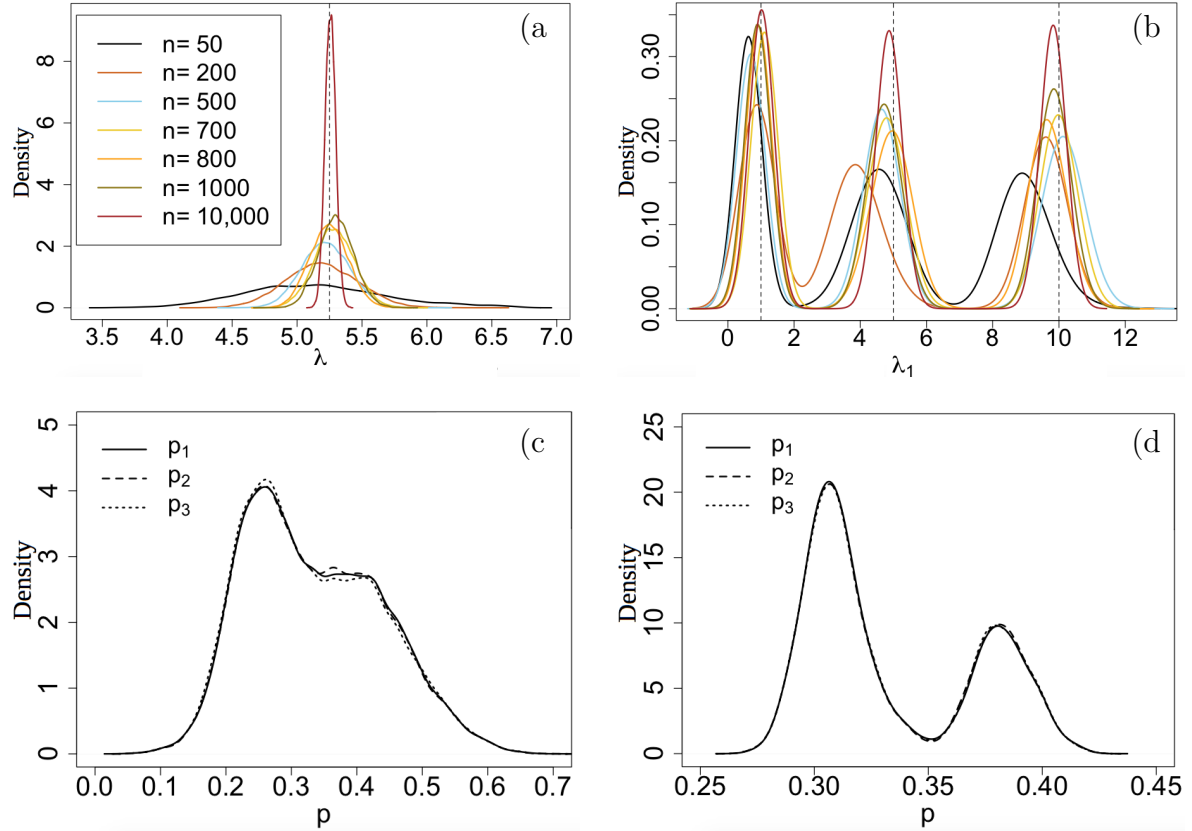 (a
n= 50
n= 200
n= 500
n= 700
n= 800
n= 1000
n= 10,000
Density
0 2 4 6 8
3.5 4.0 4.5 5.0 5.5 6.0 6.5 7.0
λ
(b
Density
0.00 0.10 0.20 0.30
0 2 4 6 8 10 12
λ1
(c
p1
p2
p3
Density
0 1 2 3 4 5
0.0 0.1 0.2 0.3 0.4 0.5 0.6 0.7
p
(d
p1
p2
p3
Density
0 5 10 15 20 25
0.25 0.30 0.35 0.40 0.45
p